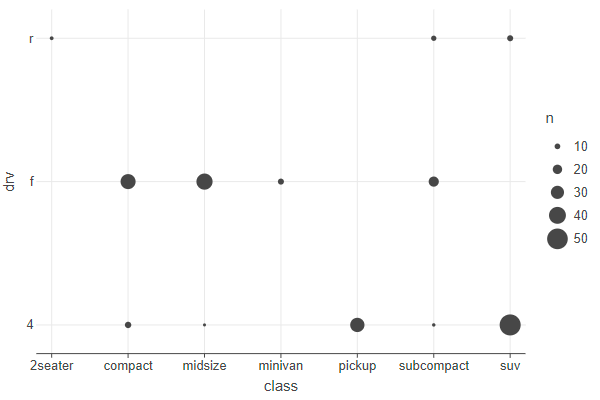 r
f
4
drv
2seater compact midsize minivan pickup subcompact suv
class
n
10
20
30
40
50